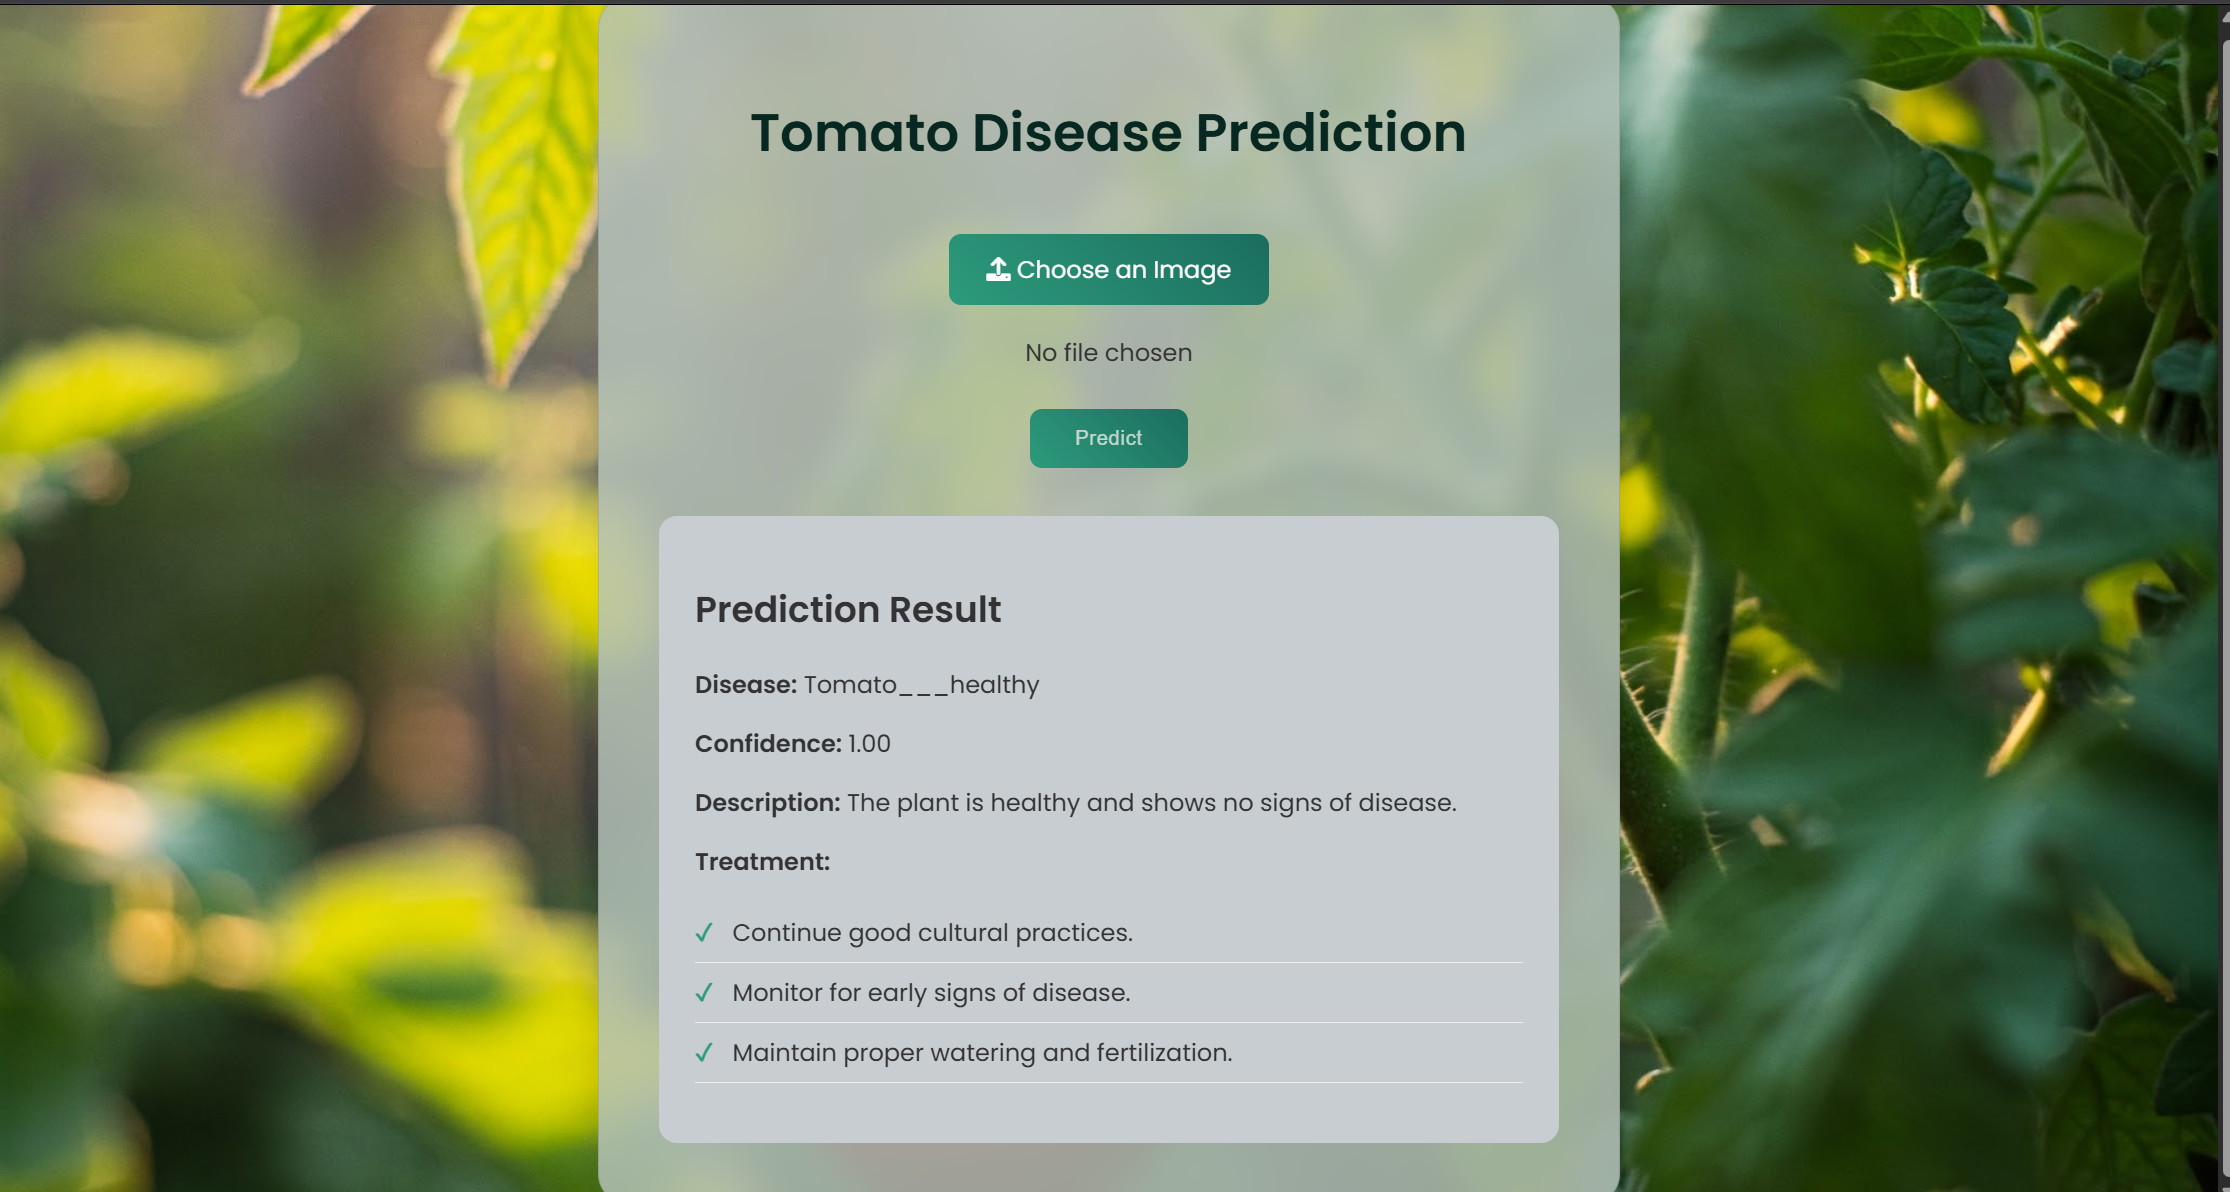 Tomato Disease Prediction
Choose an Image
No file chosen
Predict
Prediction Result
Disease: Tomato___healthy
Confidence: 1.00
Description: The plant is healthy and shows no signs of disease.
Treatment:
✓ Continue good cultural practices.
✓ Monitor for early signs of disease.
✓ Maintain proper watering and fertilization.